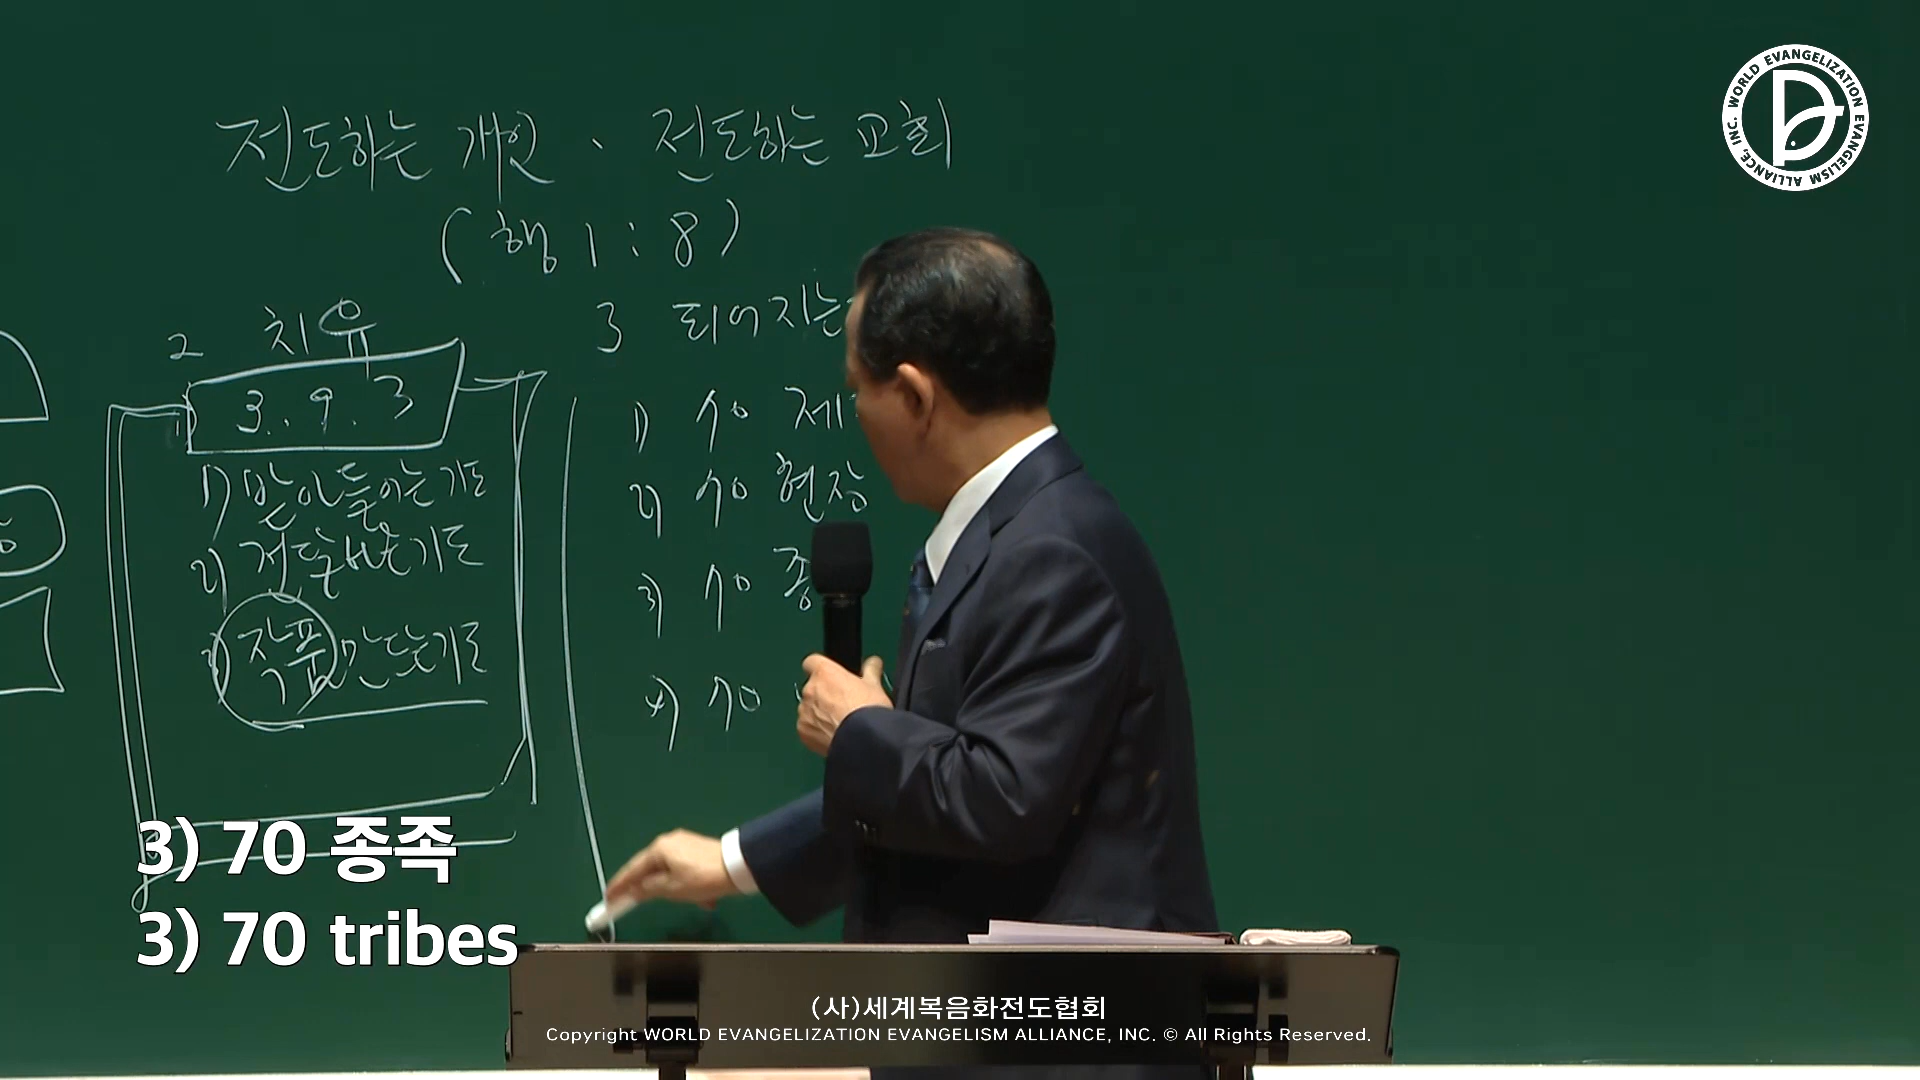 전도하는 개인 · 전도하는 교회
(행 1:8)
2 치유
3. 9. 3
1) 받아들이는 기도
2) 전달하는 기도
3) 작품 만드는 기도
3 되어지는
1) 70 제
2) 70 현장
3) 70 종
4) 70
3) 70 종족
3) 70 tribes
WORLD EVANGELIZATION EVANGELISM ALLIANCE, INC.
(사)세계복음화전도협회
Copyright WORLD EVANGELIZATION EVANGELISM ALLIANCE, INC. © All Rights Reserved.